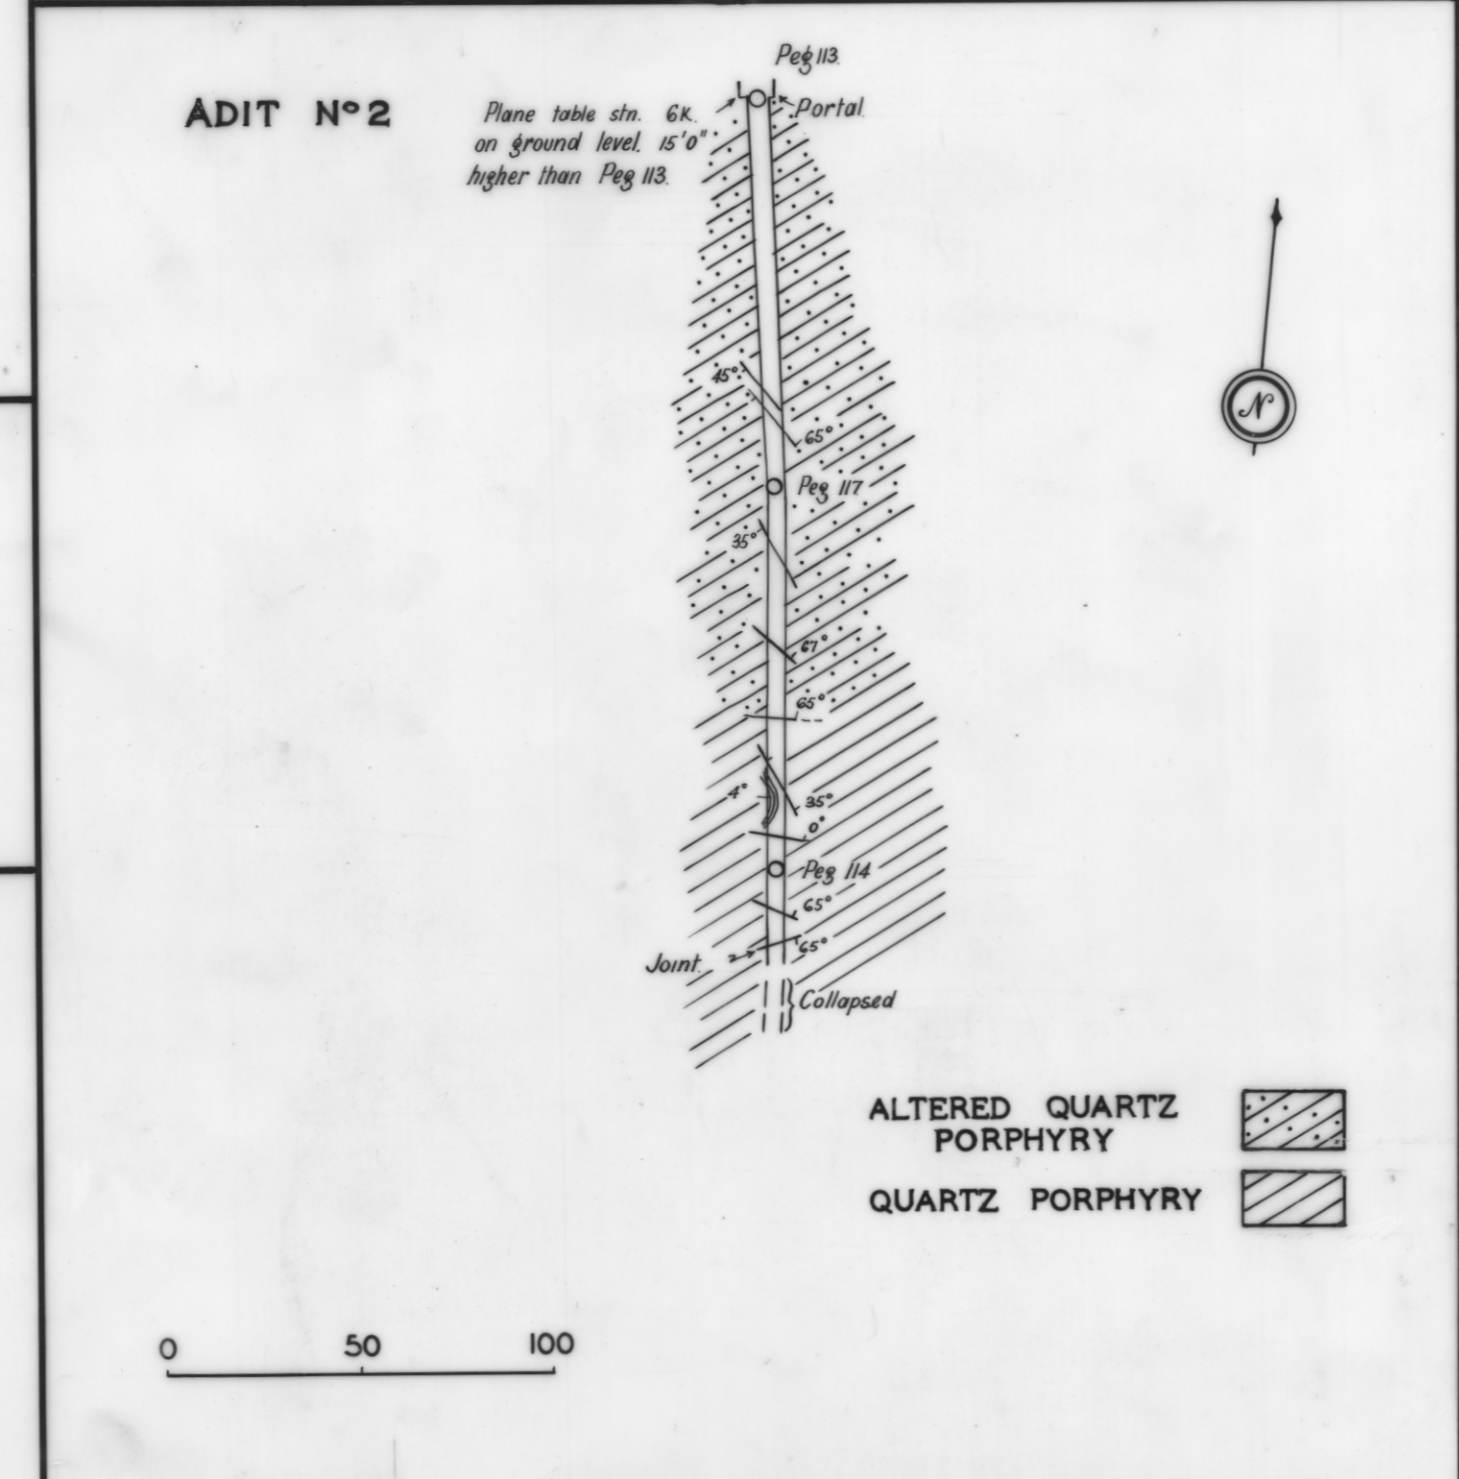 Peg 113.
ADIT Nº 2
Plane table stn. 6K.
on ground level. 15'0"
higher than Peg 113.
Portal.
N
45°
65°
Peg 117
35°
67°
65°
4°
35°
0°
Peg 114
65°
65°
Joint.
Collapsed
ALTERED QUARTZ
PORPHYRY
QUARTZ PORPHYRY
0 50 100